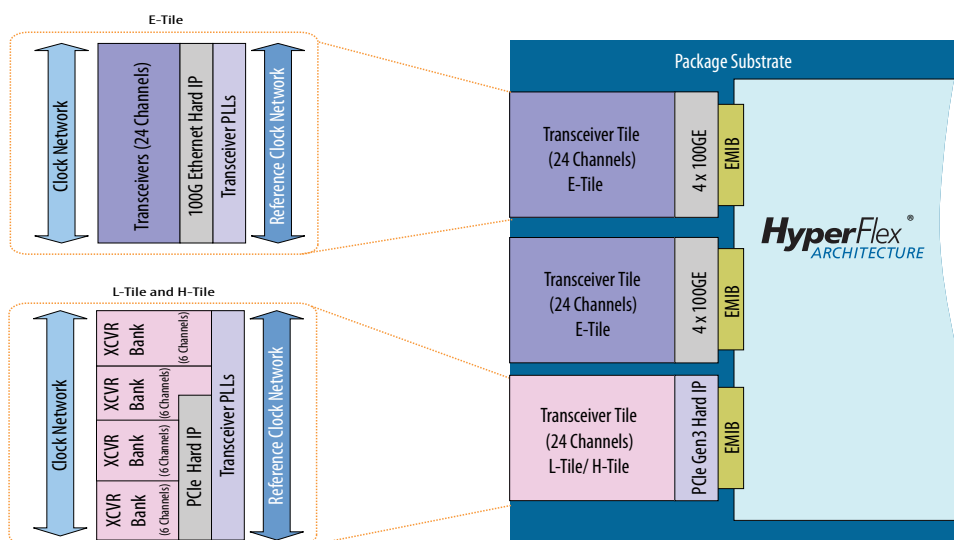 E-Tile
Clock Network
Transceivers (24 Channels)
100G Ethernet Hard IP
Transceiver PLLs
Reference Clock Network
L-Tile and H-Tile
Clock Network
XCVR
Bank
(6 Channels)
XCVR
Bank
(6 Channels)
XCVR
Bank
(6 Channels)
XCVR
Bank
(6 Channels)
PCIe Hard IP
Transceiver PLLs
Reference Clock Network
Package Substrate
Transceiver Tile
(24 Channels)
E-Tile
4 x 100GE
EMIB
Transceiver Tile
(24 Channels)
E-Tile
4 x 100GE
EMIB
Transceiver Tile
(24 Channels)
L-Tile/ H-Tile
PCIe Gen3 Hard IP
EMIB
HyperFlex®
ARCHITECTURE